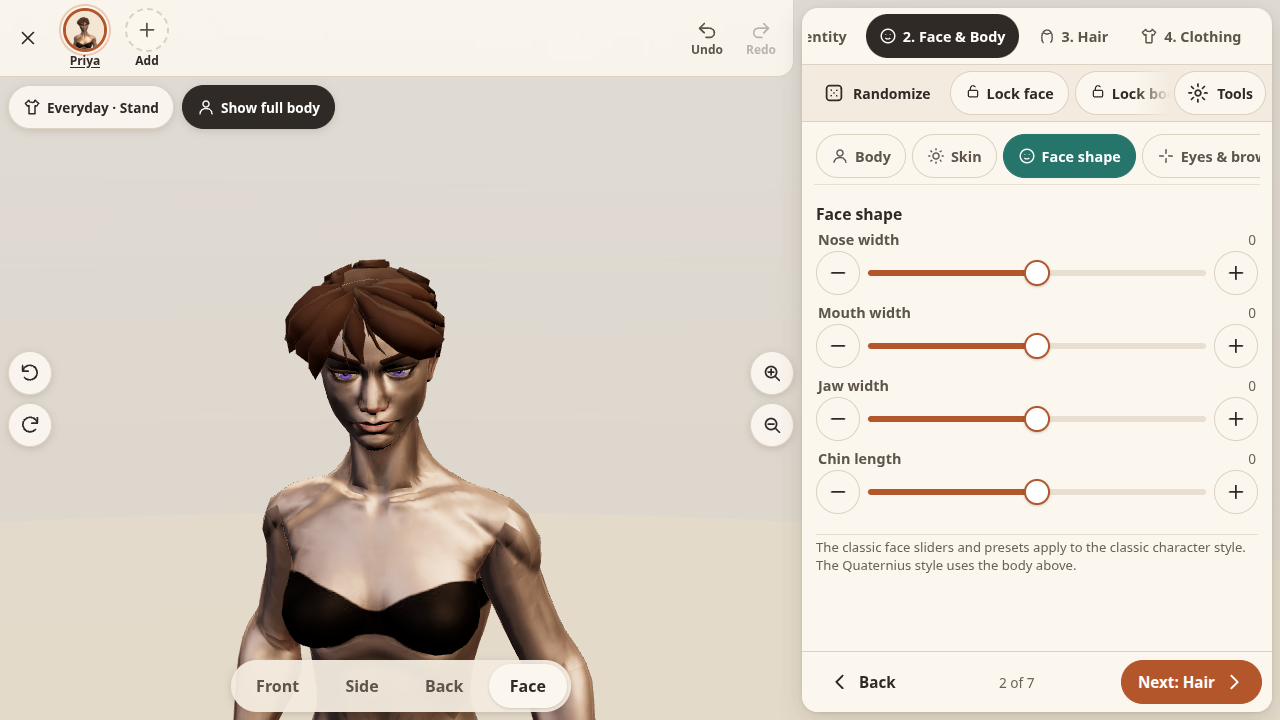 Priya
Add
Undo
Redo
Everyday · Stand
Show full body
Front
Side
Back
Face
entity
2. Face & Body
3. Hair
4. Clothing
Randomize
Lock face
Lock bo
Tools
Body
Skin
Face shape
Eyes & brow
Face shape
Nose width 0
Mouth width 0
Jaw width 0
Chin length 0
The classic face sliders and presets apply to the classic character style.
The Quaternius style uses the body above.
Back
2 of 7
Next: Hair